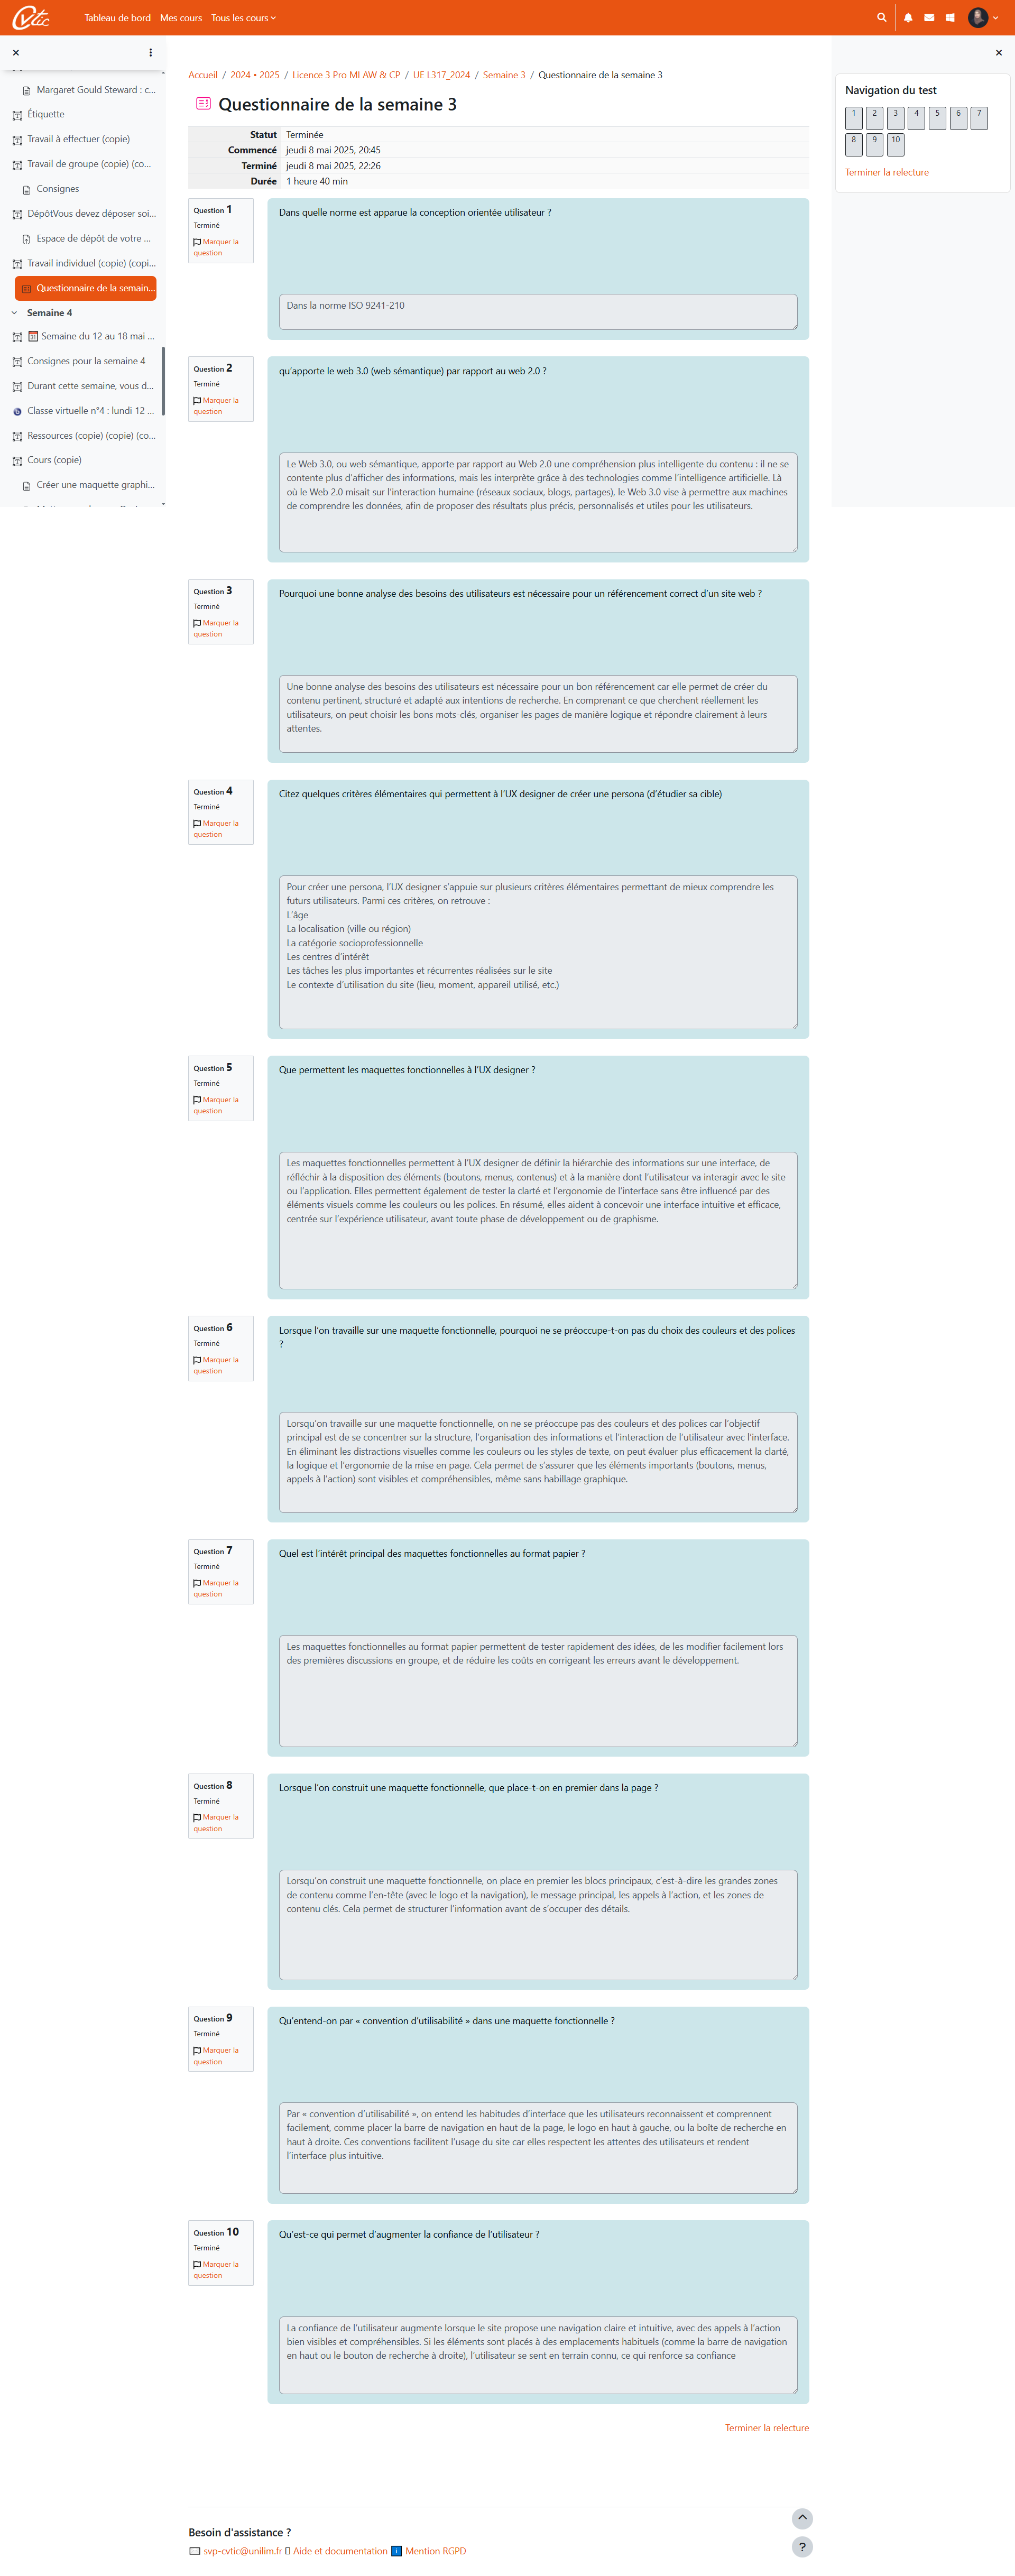 Cvtic
Tableau de bord Mes cours Tous les cours
Margaret Gould Steward : c...
Étiquette
Travail à effectuer (copie)
Travail de groupe (copie) (co...
Consignes
DépôtVous devez déposer soi...
Espace de dépôt de votre ...
Travail individuel (copie) (copi...
Questionnaire de la semain...
Semaine 4
Semaine du 12 au 18 mai ...
Consignes pour la semaine 4
Durant cette semaine, vous d...
Classe virtuelle n°4 : lundi 12 ...
Ressources (copie) (copie) (co...
Cours (copie)
Créer une maquette graphi...
Accueil / 2024 • 2025 / Licence 3 Pro MI AW & CP / UE L317_2024 / Semaine 3 / Questionnaire de la semaine 3
Questionnaire de la semaine 3
Statut Terminée
Commencé jeudi 8 mai 2025, 20:45
Terminé jeudi 8 mai 2025, 22:26
Durée 1 heure 40 min
Question 1
Terminé
Marquer la
question
Dans quelle norme est apparue la conception orientée utilisateur ?
Dans la norme ISO 9241-210
Question 2
Terminé
Marquer la
question
qu'apporte le web 3.0 (web sémantique) par rapport au web 2.0 ?
Le Web 3.0, ou web sémantique, apporte par rapport au Web 2.0 une compréhension plus intelligente du contenu : il ne se
contente plus d'afficher des informations, mais les interprète grâce à des technologies comme l'intelligence artificielle. Là
où le Web 2.0 misait sur l'interaction humaine (réseaux sociaux, blogs, partages), le Web 3.0 vise à permettre aux machines
de comprendre les données, afin de proposer des résultats plus précis, personnalisés et utiles pour les utilisateurs.
Question 3
Terminé
Marquer la
question
Pourquoi une bonne analyse des besoins des utilisateurs est nécessaire pour un référencement correct d'un site web ?
Une bonne analyse des besoins des utilisateurs est nécessaire pour un bon référencement car elle permet de créer du
contenu pertinent, structuré et adapté aux intentions de recherche. En comprenant ce que cherchent réellement les
utilisateurs, on peut choisir les bons mots-clés, organiser les pages de manière logique et répondre clairement à leurs
attentes.
Question 4
Terminé
Marquer la
question
Citez quelques critères élémentaires qui permettent à l'UX designer de créer une persona (d'étudier sa cible)
Pour créer une persona, l'UX designer s'appuie sur plusieurs critères élémentaires permettant de mieux comprendre les
futurs utilisateurs. Parmi ces critères, on retrouve :
L'âge
La localisation (ville ou région)
La catégorie socioprofessionnelle
Les centres d'intérêt
Les tâches les plus importantes et récurrentes réalisées sur le site
Le contexte d'utilisation du site (lieu, moment, appareil utilisé, etc.)
Question 5
Terminé
Marquer la
question
Que permettent les maquettes fonctionnelles à l'UX designer ?
Les maquettes fonctionnelles permettent à l'UX designer de définir la hiérarchie des informations sur une interface, de
réfléchir à la disposition des éléments (boutons, menus, contenus) et à la manière dont l'utilisateur va interagir avec le site
ou l'application. Elles permettent également de tester la clarté et l'ergonomie de l'interface sans être influencé par des
éléments visuels comme les couleurs ou les polices. En résumé, elles aident à concevoir une interface intuitive et efficace,
centrée sur l'expérience utilisateur, avant toute phase de développement ou de graphisme.
Question 6
Terminé
Marquer la
question
Lorsque l'on travaille sur une maquette fonctionnelle, pourquoi ne se préoccupe-t-on pas du choix des couleurs et des polices
?
Lorsqu'on travaille sur une maquette fonctionnelle, on ne se préoccupe pas des couleurs et des polices car l'objectif
principal est de se concentrer sur la structure, l'organisation des informations et l'interaction de l'utilisateur avec l'interface.
En éliminant les distractions visuelles comme les couleurs ou les styles de texte, on peut évaluer plus efficacement la clarté,
la logique et l'ergonomie de la mise en page. Cela permet de s'assurer que les éléments importants (boutons, menus,
appels à l'action) sont visibles et compréhensibles, même sans habillage graphique.
Question 7
Terminé
Marquer la
question
Quel est l'intérêt principal des maquettes fonctionnelles au format papier ?
Les maquettes fonctionnelles au format papier permettent de tester rapidement des idées, de les modifier facilement lors
des premières discussions en groupe, et de réduire les coûts en corrigeant les erreurs avant le développement.
Question 8
Terminé
Marquer la
question
Lorsque l'on construit une maquette fonctionnelle, que place-t-on en premier dans la page ?
Lorsqu'on construit une maquette fonctionnelle, on place en premier les blocs principaux, c'est-à-dire les grandes zones
de contenu comme l'en-tête (avec le logo et la navigation), le message principal, les appels à l'action, et les zones de
contenu clés. Cela permet de structurer l'information avant de s'occuper des détails.
Question 9
Terminé
Marquer la
question
Qu'entend-on par « convention d'utilisabilité » dans une maquette fonctionnelle ?
Par « convention d'utilisabilité », on entend les habitudes d'interface que les utilisateurs reconnaissent et comprennent
facilement, comme placer la barre de navigation en haut de la page, le logo en haut à gauche, ou la boîte de recherche en
haut à droite. Ces conventions facilitent l'usage du site car elles respectent les attentes des utilisateurs et rendent
l'interface plus intuitive.
Question 10
Terminé
Marquer la
question
Qu'est-ce qui permet d'augmenter la confiance de l'utilisateur ?
La confiance de l'utilisateur augmente lorsque le site propose une navigation claire et intuitive, avec des appels à l'action
bien visibles et compréhensibles. Si les éléments sont placés à des emplacements habituels (comme la barre de navigation
en haut ou le bouton de recherche à droite), l'utilisateur se sent en terrain connu, ce qui renforce sa confiance
Terminer la relecture
Navigation du test
1 2 3 4 5 6 7
8 9 10
Terminer la relecture
Besoin d'assistance ?
svp-cvtic@unilim.fr Aide et documentation Mention RGPD
?